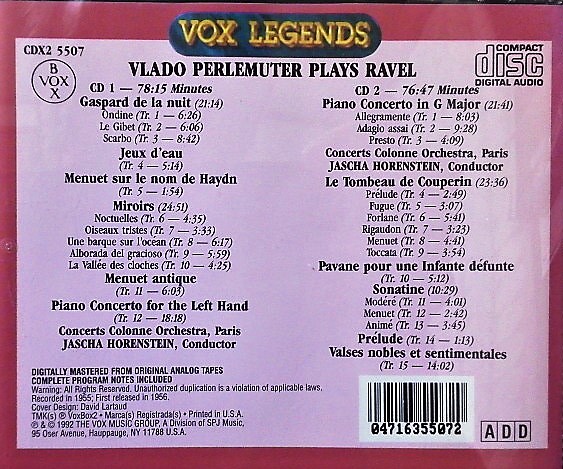 VOX LEGENDS
CDX2 5507
B
VOX
X
COMPACT
disc
DIGITAL AUDIO
VLADO PERLEMUTER PLAYS RAVEL
CD 1 — 78:15 Minutes
Gaspard de la nuit (21:14)
Ondine (Tr. 1 — 6:26)
Le Gibet (Tr. 2 — 6:06)
Scarbo (Tr. 3 — 8:42)
Jeux d'eau
(Tr. 4 — 5:14)
Menuet sur le nom de Haydn
(Tr. 5 — 1:54)
Miroirs (24:51)
Noctuelles (Tr. 6 — 4:35)
Oiseaux tristes (Tr. 7 — 3:33)
Une barque sur l'océan (Tr. 8 — 6:17)
Alborada del gracioso (Tr. 9 — 5:59)
La Vallée des cloches (Tr. 10 — 4:25)
Menuet antique
(Tr. 11 — 6:03)
Piano Concerto for the Left Hand
(Tr. 12 — 18:18)
Concerts Colonne Orchestra, Paris
JASCHA HORENSTEIN, Conductor
CD 2 — 76:47 Minutes
Piano Concerto in G Major (21:41)
Allegramente (Tr. 1 — 8:03)
Adagio assai (Tr. 2 — 9:28)
Presto (Tr. 3 — 4:09)
Concerts Colonne Orchestra, Paris
JASCHA HORENSTEIN, Conductor
Le Tombeau de Couperin (23:36)
Prélude (Tr. 4 — 2:49)
Fugue (Tr. 5 — 3:07)
Forlane (Tr. 6 — 5:41)
Rigaudon (Tr. 7 — 3:23)
Menuet (Tr. 8 — 4:41)
Toccata (Tr. 9 — 3:54)
Pavane pour une Infante défunte
(Tr. 10 — 5:12)
Sonatine (10:29)
Modéré (Tr. 11 — 4:01)
Menuet (Tr. 12 — 2:42)
Animé (Tr. 13 — 3:45)
Prélude (Tr. 14 — 1:13)
Valses nobles et sentimentales
(Tr. 15 — 14:02)
DIGITALLY MASTERED FROM ORIGINAL ANALOG TAPES
COMPLETE PROGRAM NOTES INCLUDED
Warning: All Rights Reserved. Unauthorized duplication is a violation of applicable laws.
Recorded in 1955; First released in 1956.
Cover Design: David Lartaud
TMK(s) ® VoxBox2 • Marca(s) Registrada(s) • Printed in U.S.A.
℗ & © 1992 THE VOX MUSIC GROUP, A Division of SPJ Music,
95 Oser Avenue, Hauppauge, NY 11788 U.S.A.
04716355072
ADD